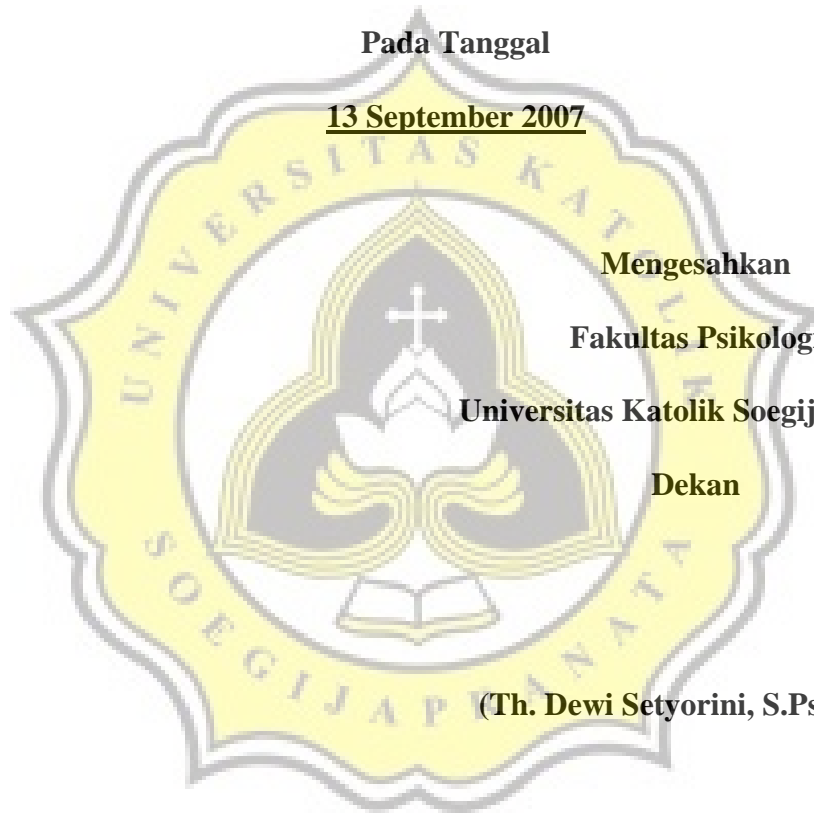 Pada Tanggal
13 September 2007
UNIVERSITAS KATOLIK
Mengesahkan
Fakultas Psikologi
Universitas Katolik Soegij
Dekan
SOEGIJAPRANATA
(Th. Dewi Setyorini, S.Ps